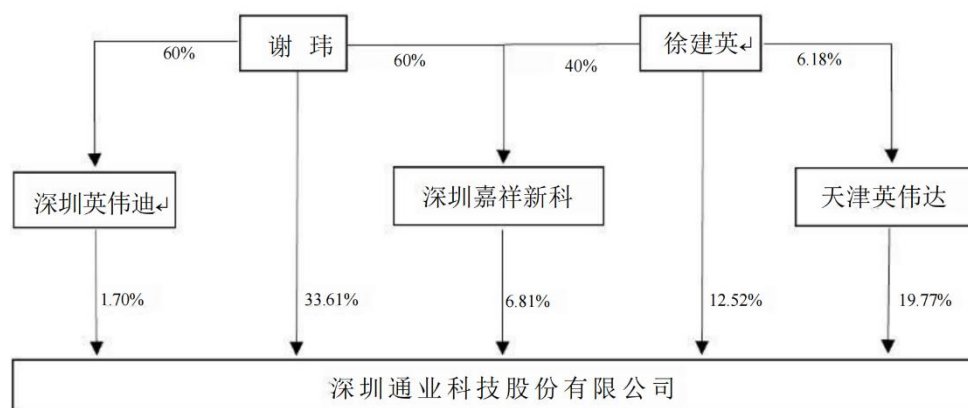 谢 玮
徐建英↲
60%
60%
40%
6.18%
深圳英伟迪↲
深圳嘉祥新科
天津英伟达
1.70%
33.61%
6.81%
12.52%
19.77%
深圳通业科技股份有限公司